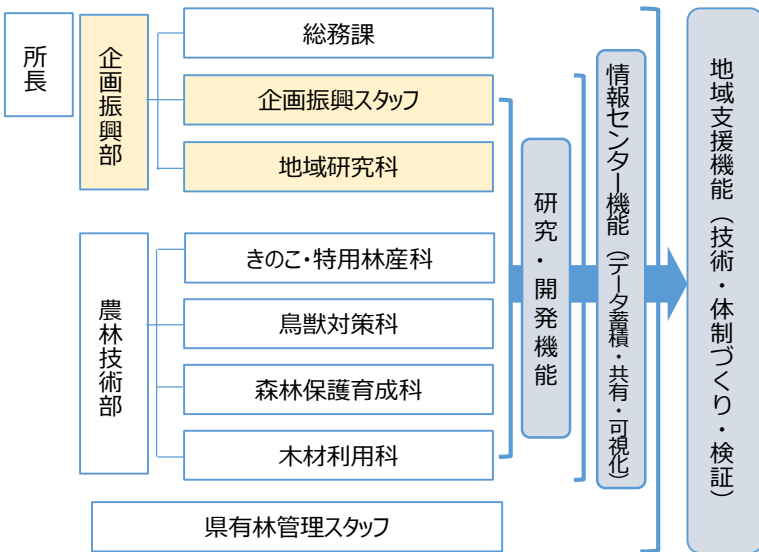 所長
企画振興部
総務課
企画振興スタッフ
地域研究科
農林技術部
きのこ・特用林産科
鳥獣対策科
森林保護育成科
木材利用科
県有林管理スタッフ
研究・開発機能
情報センター機能（データ蓄積・共有・可視化）
地域支援機能（技術・体制づくり・検証）